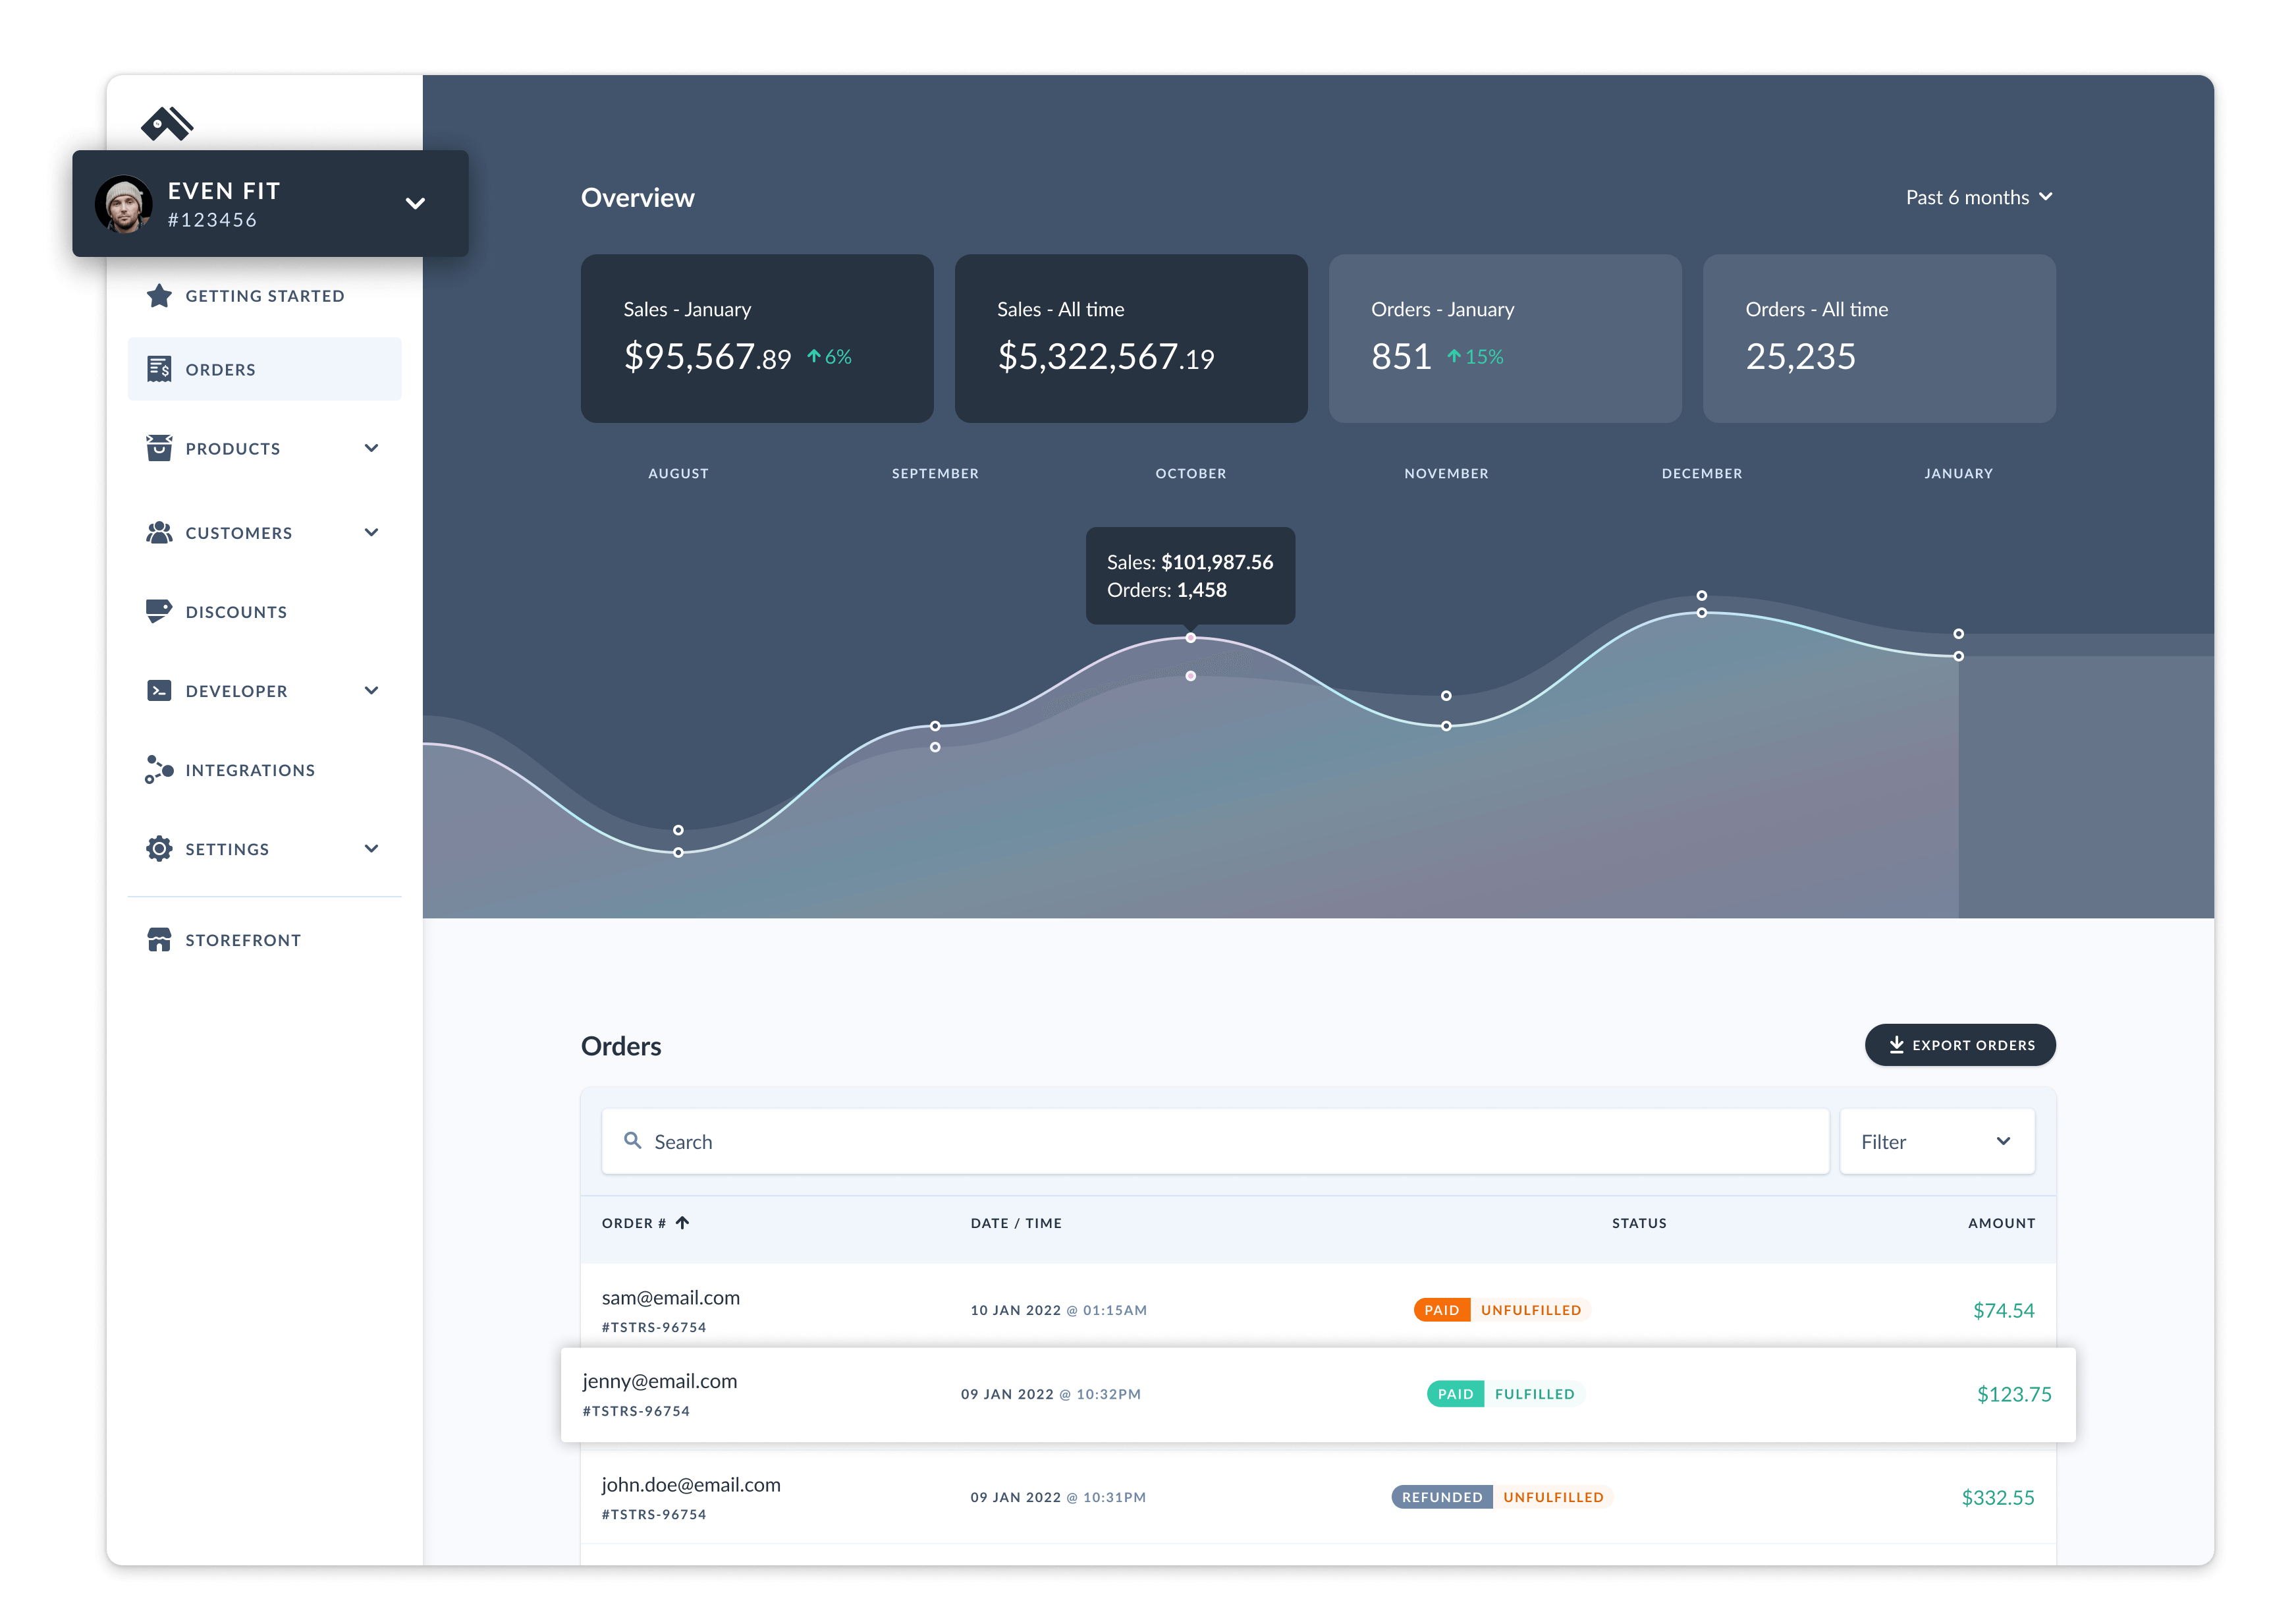 EVEN FIT
#123456
GETTING STARTED
ORDERS
PRODUCTS
CUSTOMERS
DISCOUNTS
DEVELOPER
INTEGRATIONS
SETTINGS
STOREFRONT
Overview
Past 6 months
Sales - January
$95,567.89 6%
Sales - All time
$5,322,567.19
Orders - January
851 15%
Orders - All time
25,235
AUGUST SEPTEMBER OCTOBER NOVEMBER DECEMBER JANUARY
Sales: $101,987.56
Orders: 1,458
Orders
EXPORT ORDERS
Search
Filter
ORDER # DATE / TIME STATUS AMOUNT
sam@email.com
#TSTRS-96754
10 JAN 2022 @ 01:15AM
PAID UNFULFILLED
$74.54
jenny@email.com
#TSTRS-96754
09 JAN 2022 @ 10:32PM
PAID FULFILLED
$123.75
john.doe@email.com
#TSTRS-96754
09 JAN 2022 @ 10:31PM
REFUNDED UNFULFILLED
$332.55